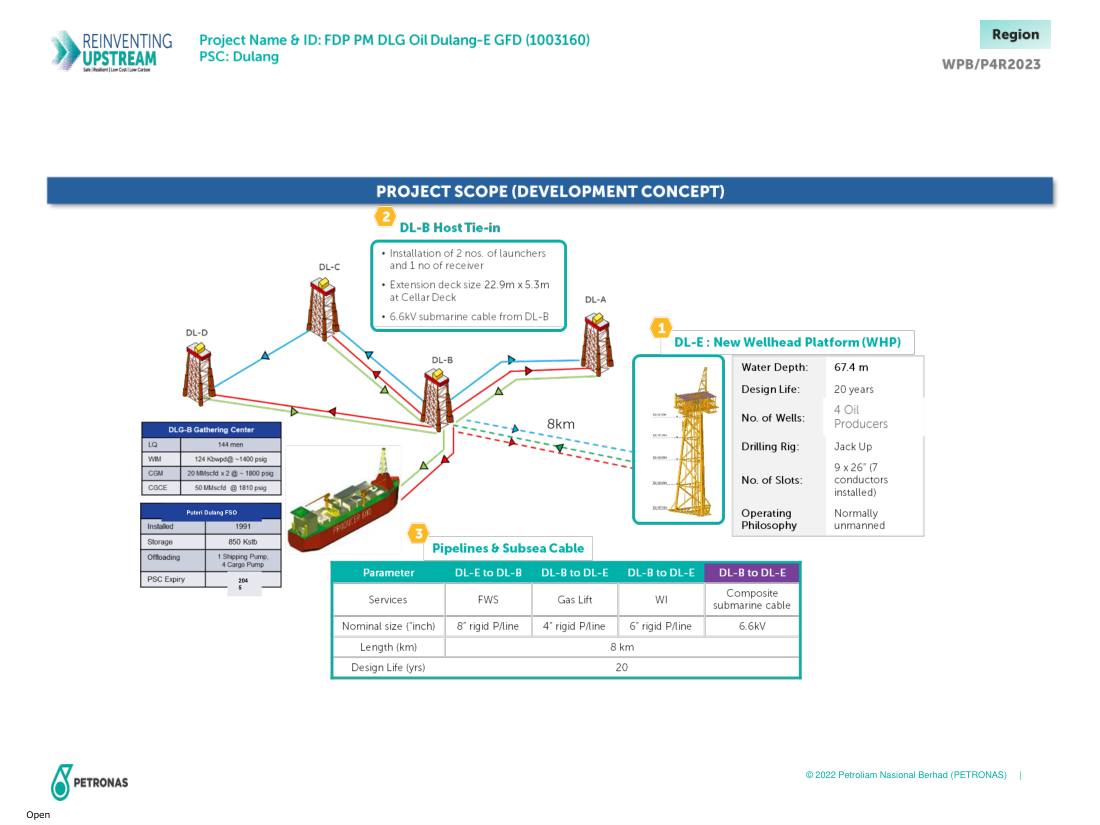 REINVENTING
UPSTREAM
Safe | Resilient | Low Cost | Low Carbon
Project Name & ID: FDP PM DLG Oil Dulang-E GFD (1003160)
PSC: Dulang
Region
WPB/P4R2023
PROJECT SCOPE (DEVELOPMENT CONCEPT)
2
DL-B Host Tie-in
• Installation of 2 nos. of launchers
and 1 no of receiver
• Extension deck size 22.9m x 5.3m
at Cellar Deck
• 6.6kV submarine cable from DL-B
DL-C
DL-A
DL-D
DL-B
8km
1
DL-E : New Wellhead Platform (WHP)
Water Depth: 67.4 m
Design Life: 20 years
No. of Wells: 4 Oil
Producers
Drilling Rig: Jack Up
No. of Slots: 9 x 26" (7
conductors
installed)
Operating
Philosophy
Normally
unmanned
DLG-B Gathering Center
LQ 144 men
WIM 124 Kbwpd@ ~1400 psig
CGM 20 MMscfd x 2 @ ~ 1800 psig
CGCE 50 MMscfd @ 1810 psig
Puteri Dulang FSO
Installed 1991
Storage 850 Kstb
Offloading 1 Shipping Pump,
4 Cargo Pump
PSC Expiry 204
5
3
Pipelines & Subsea Cable
Parameter DL-E to DL-B DL-B to DL-E DL-B to DL-E DL-B to DL-E
Services FWS Gas Lift WI Composite
submarine cable
Nominal size ("inch) 8" rigid P/line 4" rigid P/line 6" rigid P/line 6.6kV
Length (km) 8 km
Design Life (yrs) 20
PETRONAS
© 2022 Petroliam Nasional Berhad (PETRONAS) |
Open